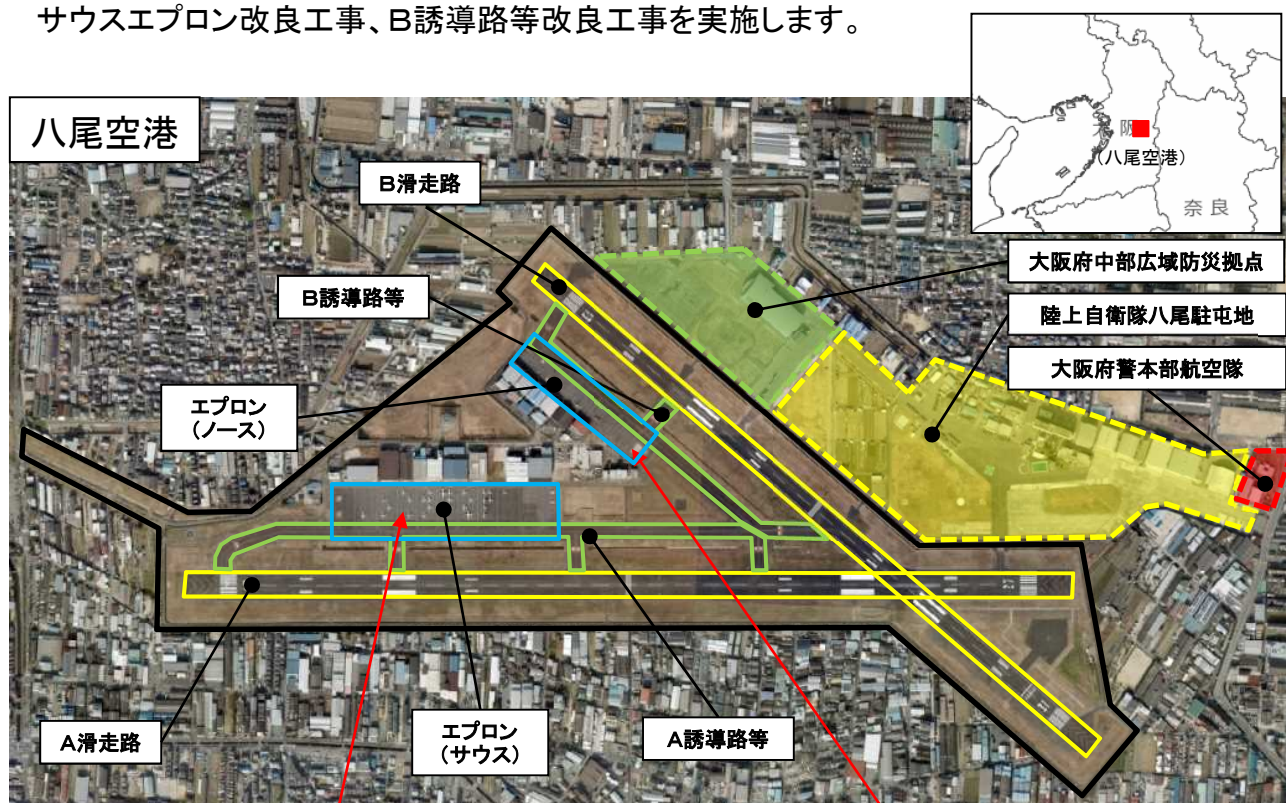 サウスエプロン改良工事、B誘導路等改良工事を実施します。
八尾空港
大阪
（八尾空港）
奈良
B滑走路
大阪府中部広域防災拠点
B誘導路等
陸上自衛隊八尾駐屯地
大阪府警本部航空隊
エプロン
（ノース）
A滑走路
エプロン
（サウス）
A誘導路等